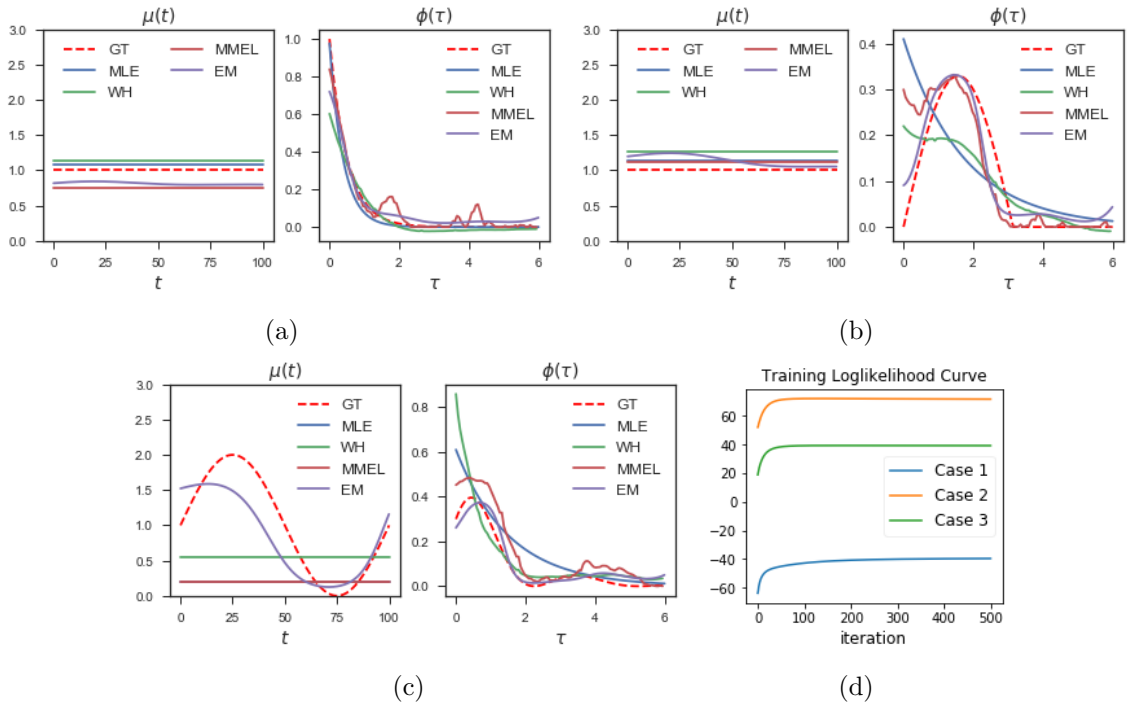 μ(t)
3.0
2.5
2.0
1.5
1.0
0.5
0.0
GT
MLE
WH
MMEL
EM
0 25 50 75 100
t
ϕ(τ)
1.0
0.8
0.6
0.4
0.2
0.0
GT
MLE
WH
MMEL
EM
0 2 4 6
τ
(a)
μ(t)
3.0
2.5
2.0
1.5
1.0
0.5
0.0
GT
MLE
WH
MMEL
EM
0 25 50 75 100
t
ϕ(τ)
0.4
0.3
0.2
0.1
0.0
GT
MLE
WH
MMEL
EM
0 2 4 6
τ
(b)
μ(t)
3.0
2.5
2.0
1.5
1.0
0.5
0.0
GT
MLE
WH
MMEL
EM
0 25 50 75 100
t
ϕ(τ)
0.8
0.6
0.4
0.2
0.0
GT
MLE
WH
MMEL
EM
0 2 4 6
τ
(c)
Training Loglikelihood Curve
60
40
20
0
−20
−40
−60
Case 1
Case 2
Case 3
0 100 200 300 400 500
iteration
(d)